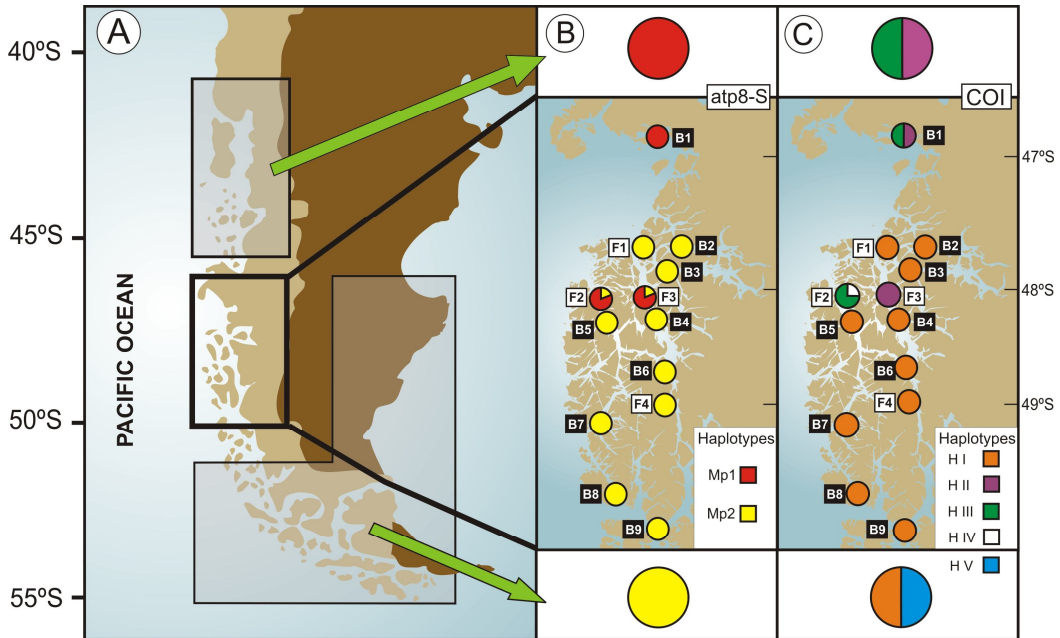 A
40ºS
45ºS
50ºS
55ºS
PACIFIC OCEAN
B
atp8-S
B1
F1
B2
B3
F2
F3
B5
B4
B6
F4
B7
B8
B9
Haplotypes
Mp1
Mp2
C
COI
B1
47ºS
F1
B2
B3
F2
F3
48ºS
B5
B4
B6
F4
49ºS
B7
B8
B9
Haplotypes
H I
H II
H III
H IV
H V